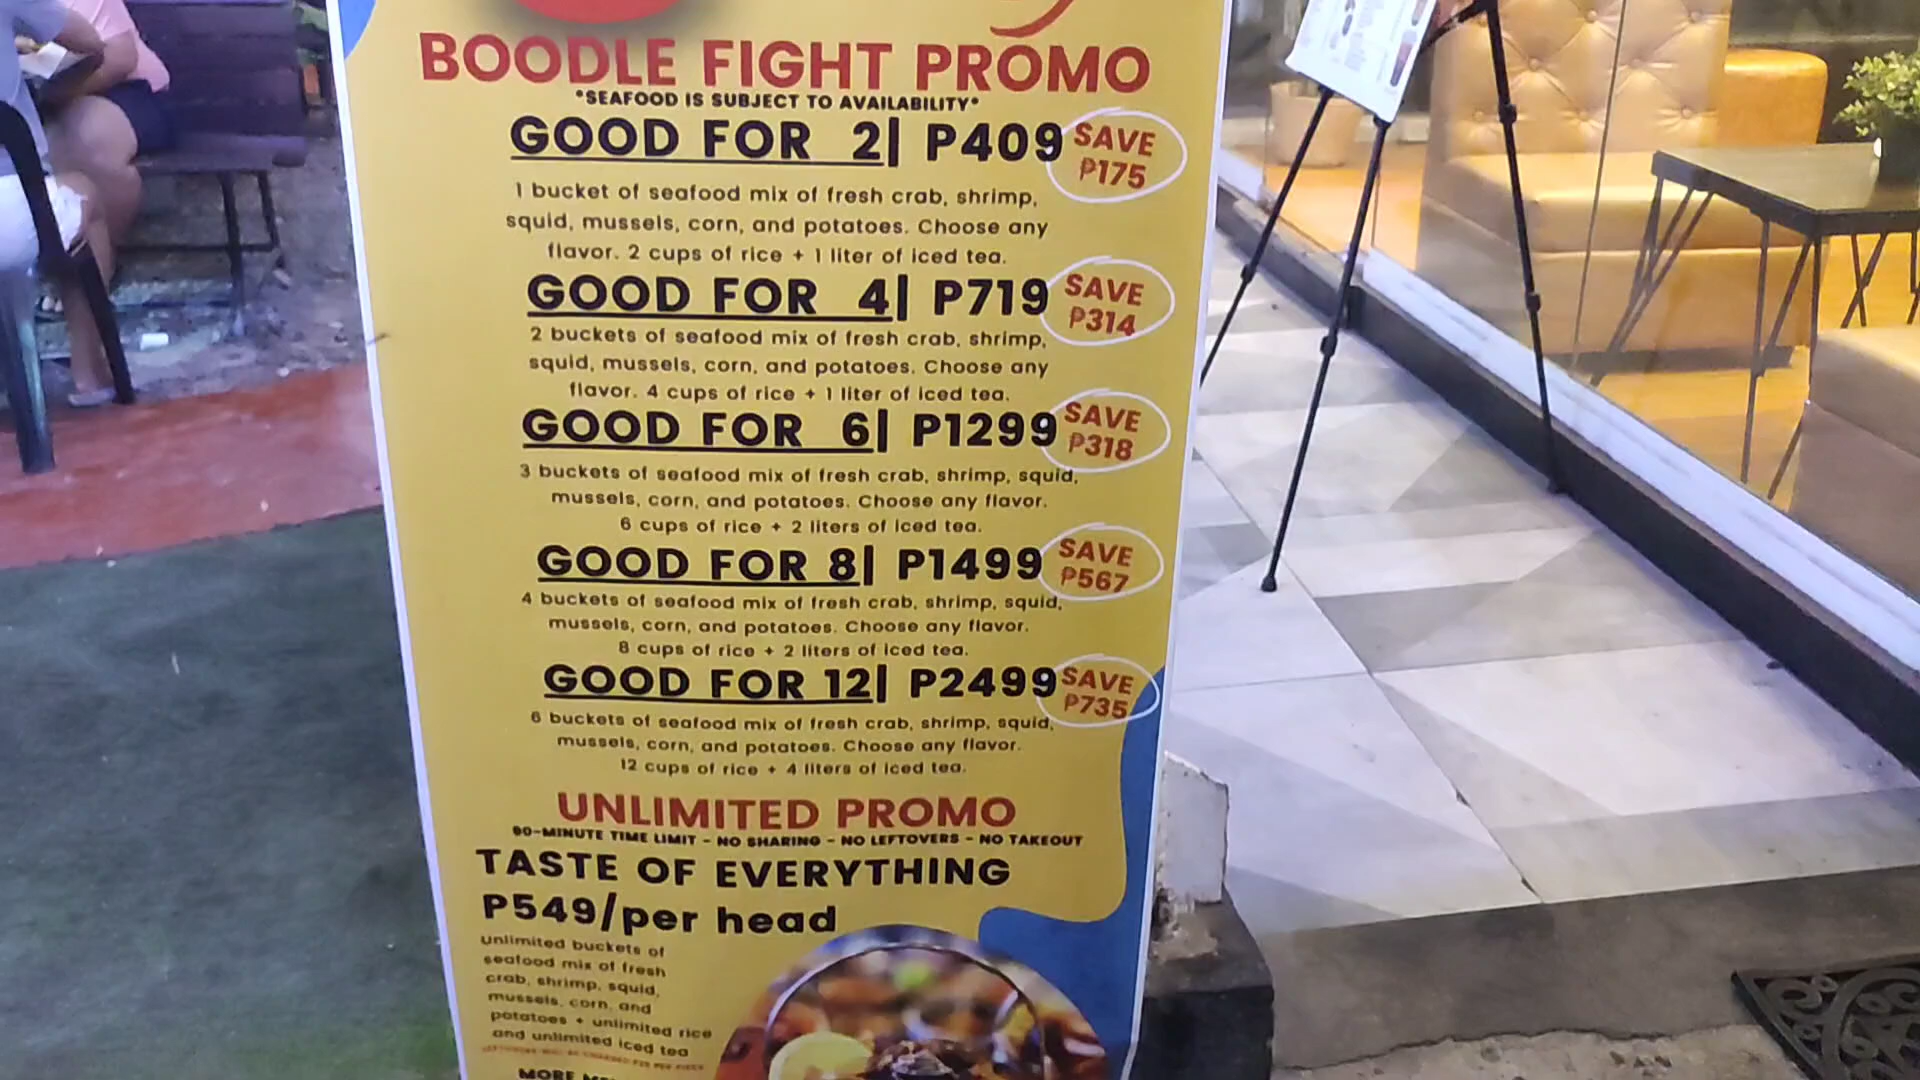 BOODLE FIGHT PROMO
*SEAFOOD IS SUBJECT TO AVAILABILITY*
GOOD FOR 2| P409
SAVE
₱175
1 bucket of seafood mix of fresh crab, shrimp,
squid, mussels, corn, and potatoes. Choose any
flavor. 2 cups of rice + 1 liter of iced tea.
GOOD FOR 4| P719
SAVE
₱314
2 buckets of seafood mix of fresh crab, shrimp,
squid, mussels, corn, and potatoes. Choose any
flavor. 4 cups of rice + 1 liter of iced tea.
GOOD FOR 6| P1299
SAVE
₱318
3 buckets of seafood mix of fresh crab, shrimp, squid,
mussels, corn, and potatoes. Choose any flavor.
6 cups of rice + 2 liters of iced tea.
GOOD FOR 8| P1499
SAVE
₱567
4 buckets of seafood mix of fresh crab, shrimp, squid,
mussels, corn, and potatoes. Choose any flavor.
8 cups of rice + 2 liters of iced tea.
GOOD FOR 12| P2499
SAVE
₱735
6 buckets of seafood mix of fresh crab, shrimp, squid,
mussels, corn, and potatoes. Choose any flavor.
12 cups of rice + 4 liters of iced tea.
UNLIMITED PROMO
90-MINUTE TIME LIMIT - NO SHARING - NO LEFTOVERS - NO TAKEOUT
TASTE OF EVERYTHING
P549/per head
Unlimited buckets of
seafood mix of fresh
crab, shrimp, squid,
mussels, corn, and
potatoes + unlimited rice
and unlimited iced tea
MORE